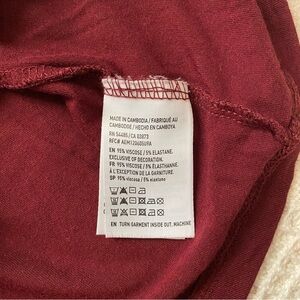 MADE IN CAMBODIA / FABRIQUÉ AU
CAMBODGE / HECHO EN CAMBOYA
RN 54485 / CA 03073
EN 95% VISCOSE / 5% ELASTANE.
EXCLUSIVE OF DECORATION.
FR 95% VISCOSE / 5% ÉLASTHANNE.
À L'EXCEPTION DE LA GARNITURE
SP 95% viscosa / 5% elastano
EN TURN GARMENT INSIDE OUT. MACHINE